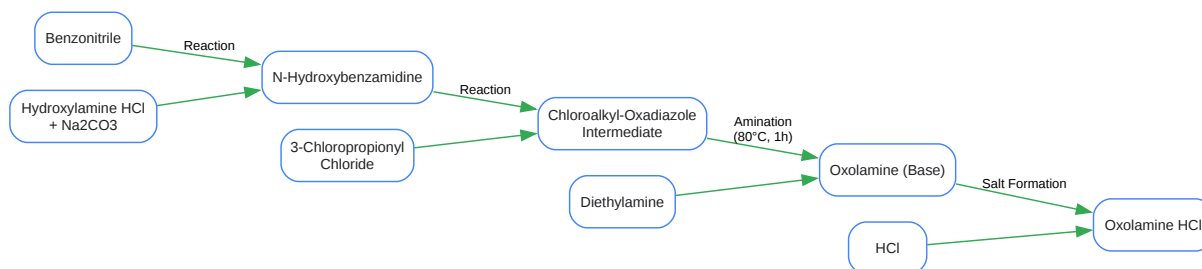 Benzonitrile
Reaction
Hydroxylamine HCl
+ Na2CO3
N-Hydroxybenzamidine
Reaction
3-Chloropropionyl
Chloride
Chloroalkyl-Oxadiazole
Intermediate
Amination
(80°C, 1h)
Diethylamine
Oxolamine (Base)
Salt Formation
HCl
Oxolamine HCl